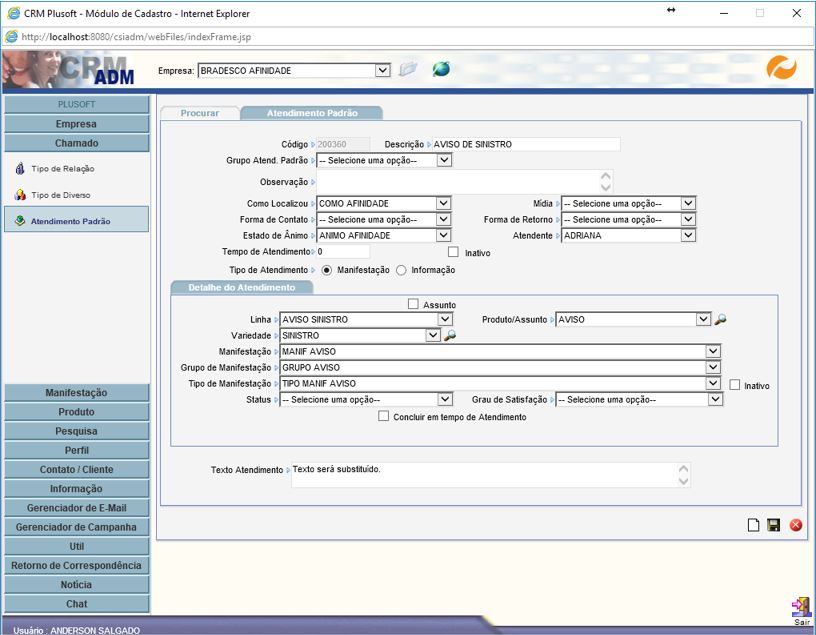 CRM Plusoft - Módulo de Cadastro - Internet Explorer
http://localhost:8080/csiadm/webFiles/indexFrame.jsp
CRM ADM
Empresa: BRADESCO AFINIDADE
PLUSOFT
Empresa
Chamado
Tipo de Relação
Tipo de Diverso
Atendimento Padrão
Manifestação
Produto
Pesquisa
Perfil
Contato / Cliente
Informação
Gerenciador de E-Mail
Gerenciador de Campanha
Util
Retorno de Correspondência
Notícia
Chat
Procurar Atendimento Padrão
Código 200360 Descrição AVISO DE SINISTRO
Grupo Atend. Padrão -- Selecione uma opção--
Observação
Como Localizou COMO AFINIDADE Mídia -- Selecione uma opção--
Forma de Contato -- Selecione uma opção-- Forma de Retorno -- Selecione uma opção--
Estado de Ânimo ANIMO AFINIDADE Atendente ADRIANA
Tempo de Atendimento 0 Inativo
Tipo de Atendimento Manifestação Informação
Detalhe do Atendimento
Assunto
Linha AVISO SINISTRO Produto/Assunto AVISO
Variedade SINISTRO
Manifestação MANIF AVISO
Grupo de Manifestação GRUPO AVISO
Tipo de Manifestação TIPO MANIF AVISO Inativo
Status -- Selecione uma opção-- Grau de Satisfação -- Selecione uma opção--
Concluir em tempo de Atendimento
Texto Atendimento Texto será substituído.
Sair
Usuário : ANDERSON SALGADO